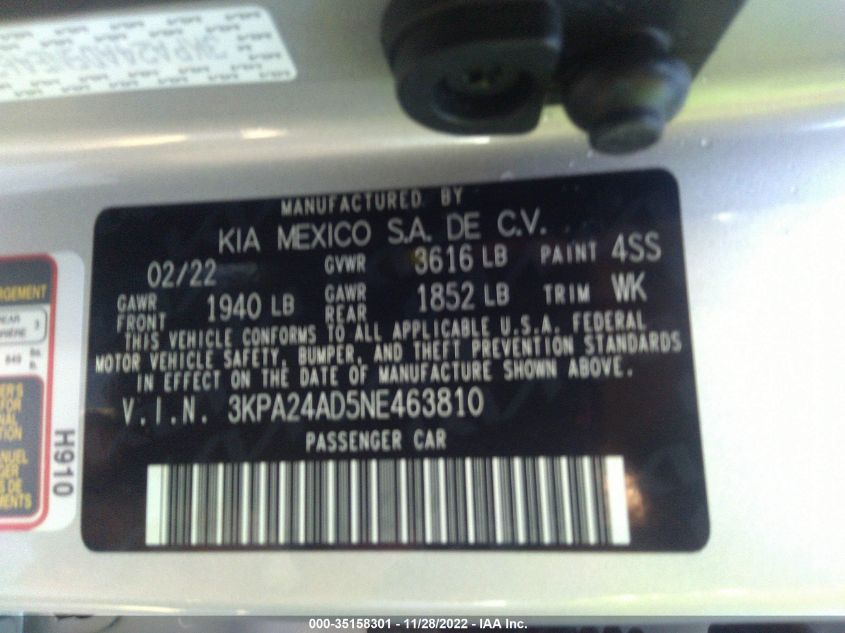 MANUFACTURED BY
KIA MEXICO S.A. DE C.V.
02/22 GVWR 3616 LB PAINT 4SS
GAWR FRONT 1940 LB GAWR REAR 1852 LB TRIM WK
THIS VEHICLE CONFORMS TO ALL APPLICABLE U.S.A. FEDERAL
MOTOR VEHICLE SAFETY, BUMPER, AND THEFT PREVENTION STANDARDS
IN EFFECT ON THE DATE OF MANUFACTURE SHOWN ABOVE.
V.I.N. 3KPA24AD5NE463810
PASSENGER CAR
H910
000-35158301 - 11/28/2022 - IAA Inc.